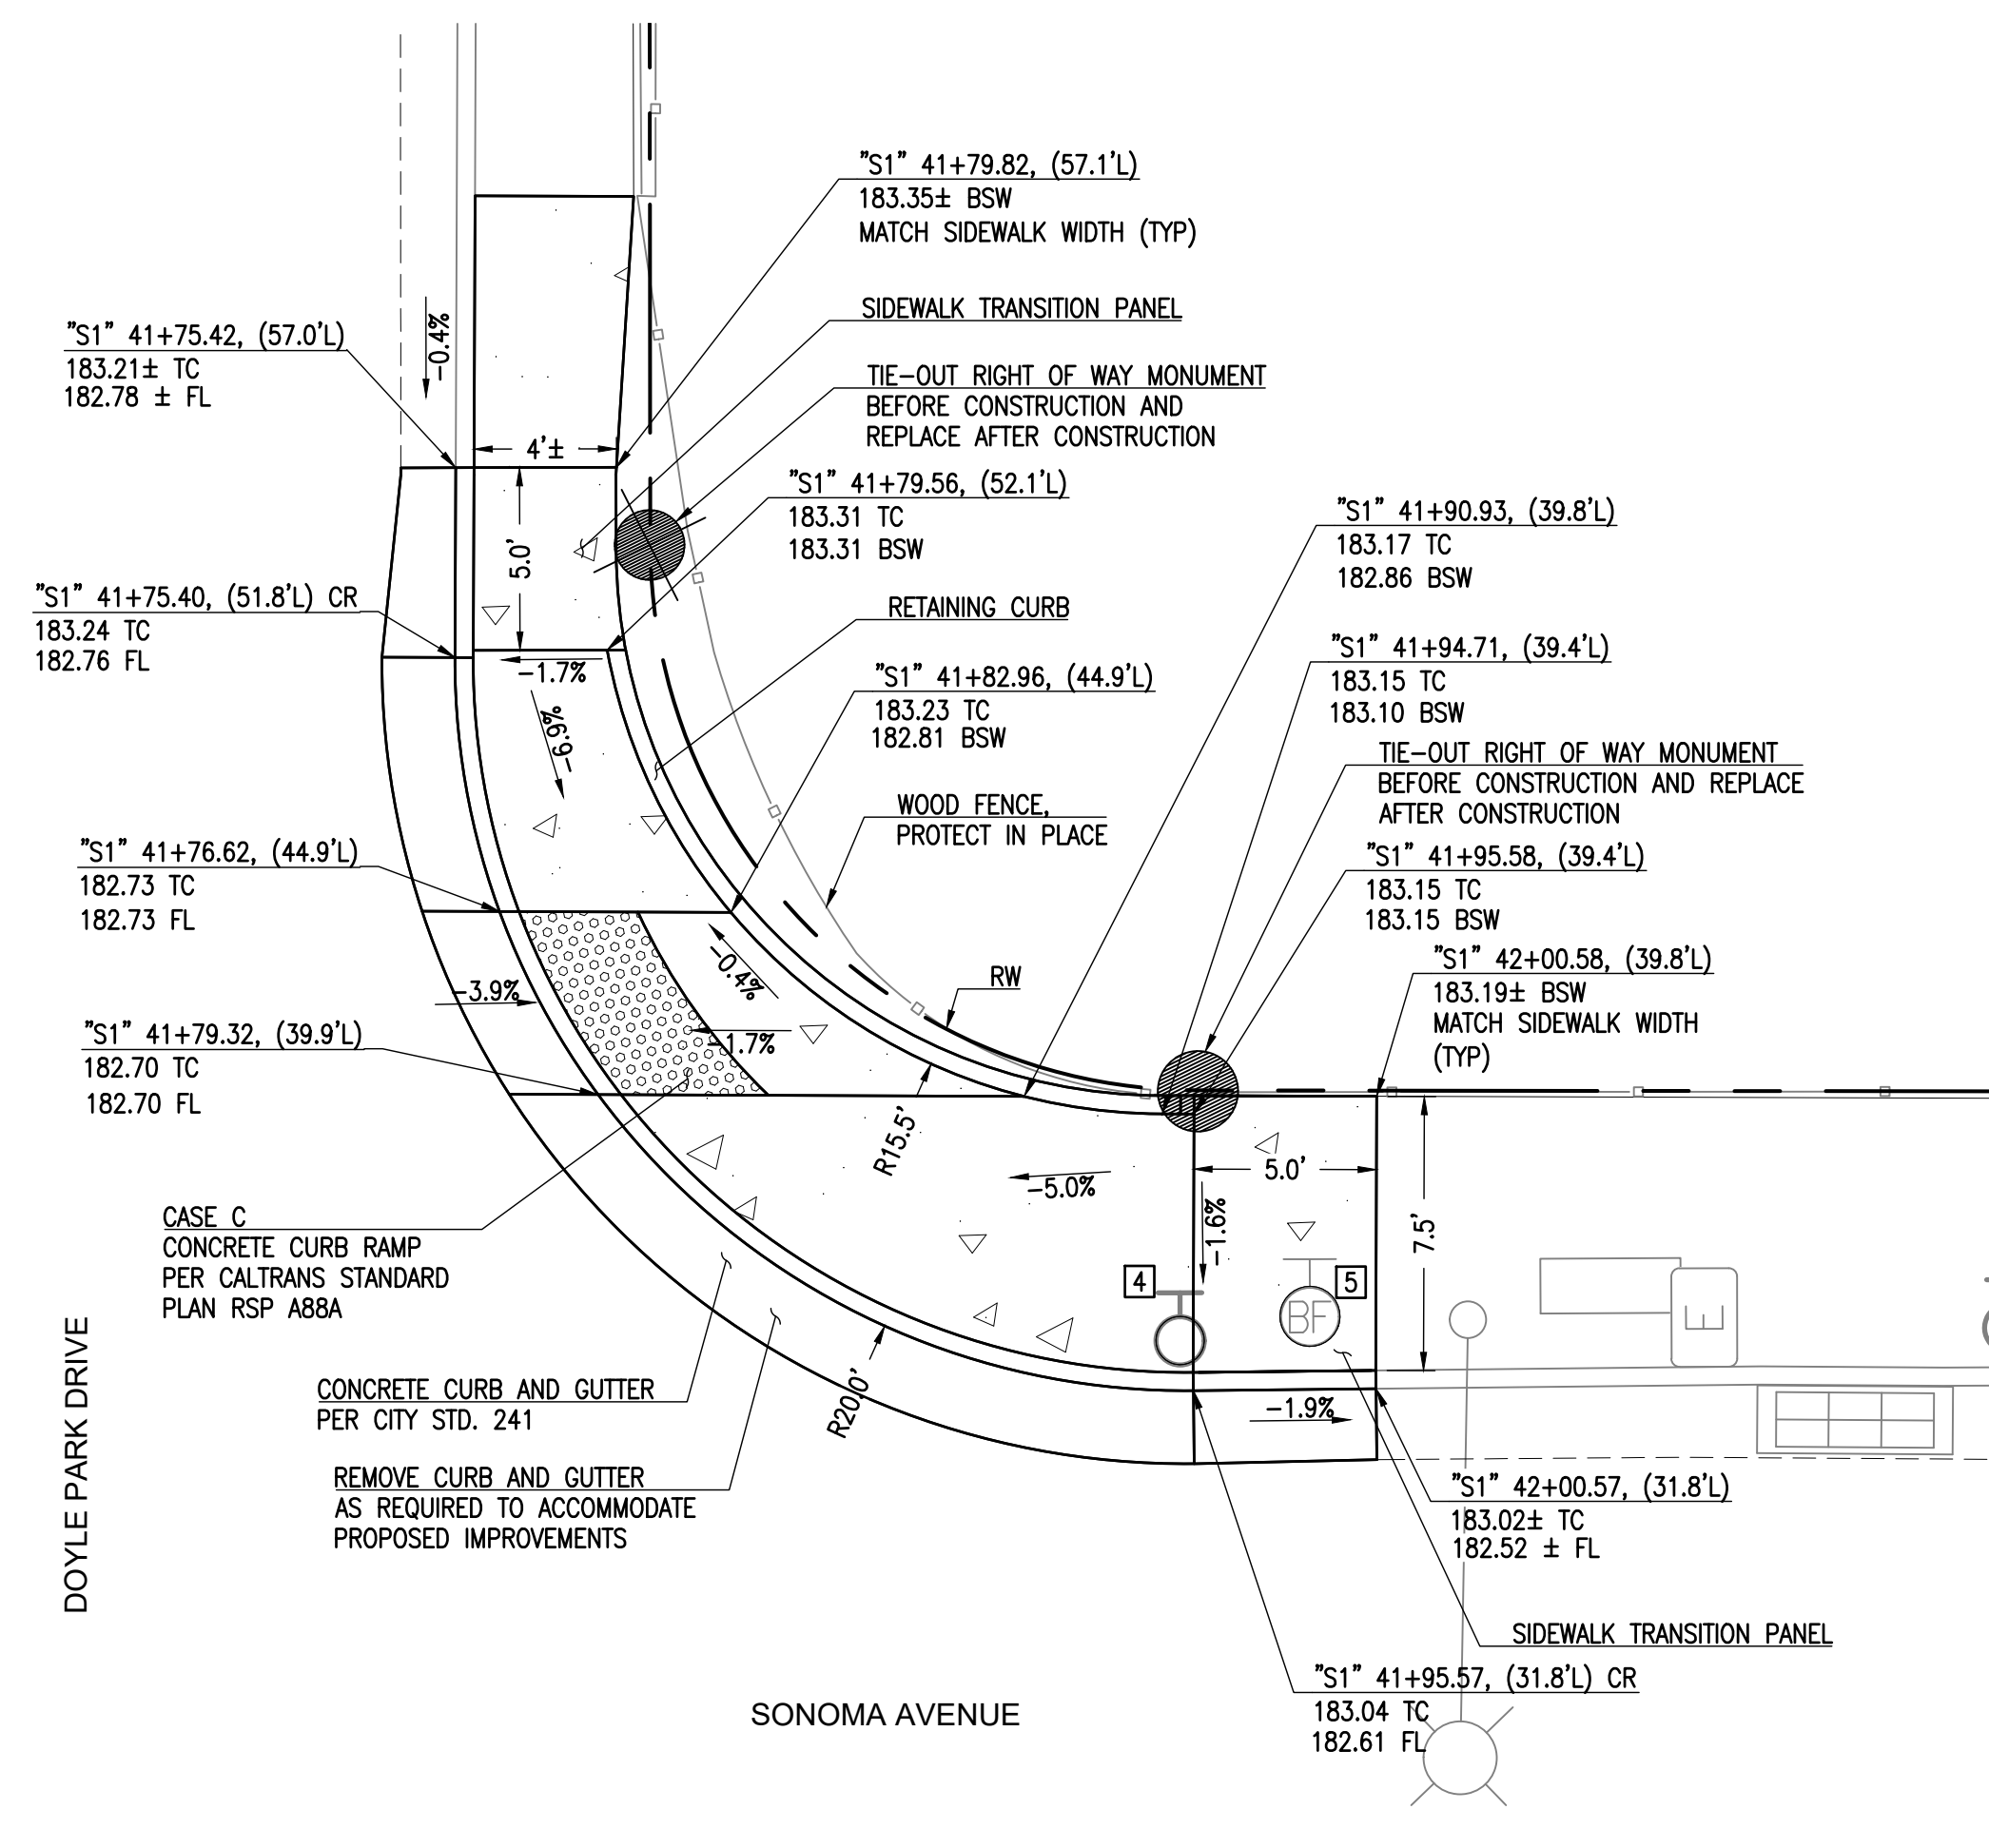 "S1" 41+79.82, (57.1'L)
183.35± BSW
MATCH SIDEWALK WIDTH (TYP)
SIDEWALK TRANSITION PANEL
-0.4%
"S1" 41+75.42, (57.0'L)
183.21± TC
182.78 ± FL
TIE-OUT RIGHT OF WAY MONUMENT
BEFORE CONSTRUCTION AND
REPLACE AFTER CONSTRUCTION
4'±
5.0'
"S1" 41+79.56, (52.1'L)
183.31 TC
183.31 BSW
"S1" 41+90.93, (39.8'L)
183.17 TC
182.86 BSW
"S1" 41+75.40, (51.8'L) CR
183.24 TC
182.76 FL
RETAINING CURB
-1.7%
-6.9%
"S1" 41+82.96, (44.9'L)
183.23 TC
182.81 BSW
"S1" 41+94.71, (39.4'L)
183.15 TC
183.10 BSW
TIE-OUT RIGHT OF WAY MONUMENT
BEFORE CONSTRUCTION AND REPLACE
AFTER CONSTRUCTION
WOOD FENCE,
PROTECT IN PLACE
"S1" 41+76.62, (44.9'L)
182.73 TC
182.73 FL
"S1" 41+95.58, (39.4'L)
183.15 TC
183.15 BSW
"S1" 42+00.58, (39.8'L)
183.19± BSW
MATCH SIDEWALK WIDTH
(TYP)
RW
-0.4%
-3.9%
-1.7%
"S1" 41+79.32, (39.9'L)
182.70 TC
182.70 FL
R15.5'
-5.0%
5.0'
-1.6%
7.5'
4
5
BF
E
CASE C
CONCRETE CURB RAMP
PER CALTRANS STANDARD
PLAN RSP A88A
CONCRETE CURB AND GUTTER
PER CITY STD. 241
R20.0'
-1.9%
REMOVE CURB AND GUTTER
AS REQUIRED TO ACCOMMODATE
PROPOSED IMPROVEMENTS
"S1" 42+00.57, (31.8'L)
183.02± TC
182.52 ± FL
SIDEWALK TRANSITION PANEL
"S1" 41+95.57, (31.8'L) CR
183.04 TC
182.61 FL
DOYLE PARK DRIVE
SONOMA AVENUE